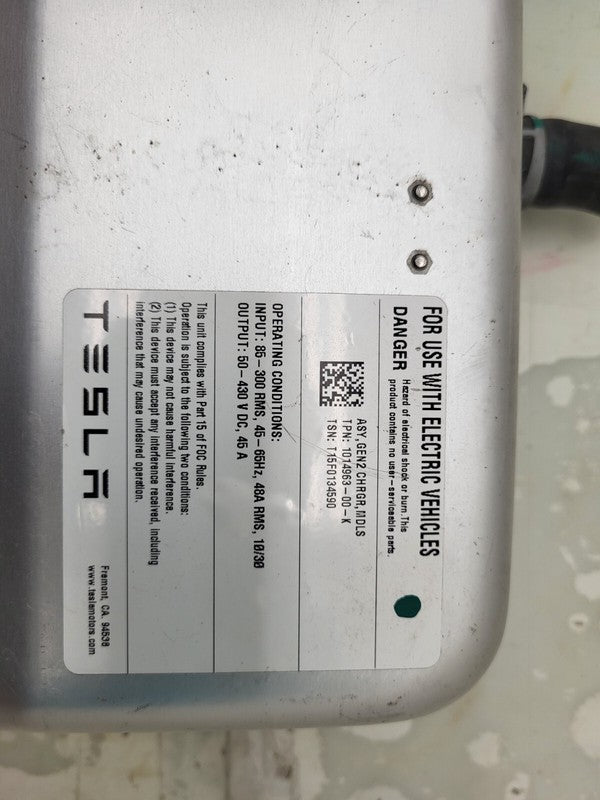 FOR USE WITH ELECTRIC VEHICLES
DANGER Hazard of electrical shock or burn. This
product contains no user-serviceable parts.
ASY, GEN2 CHRGR, MDLS
TPN: 1014963-00-K
TSN: T15F0134590
OPERATING CONDITIONS:
INPUT: 85-300 RMS, 45-65Hz, 48A RMS, 10/30
OUTPUT: 50-430 V DC, 45 A
This unit complies with Part 15 of FCC Rules.
Operation is subject to the following two conditions:
(1) This device may not cause harmful interference.
(2) This device must accept any interference received, including
interference that may cause undesired operation.
TESLA
Fremont, CA. 94538
www.teslamotors.com